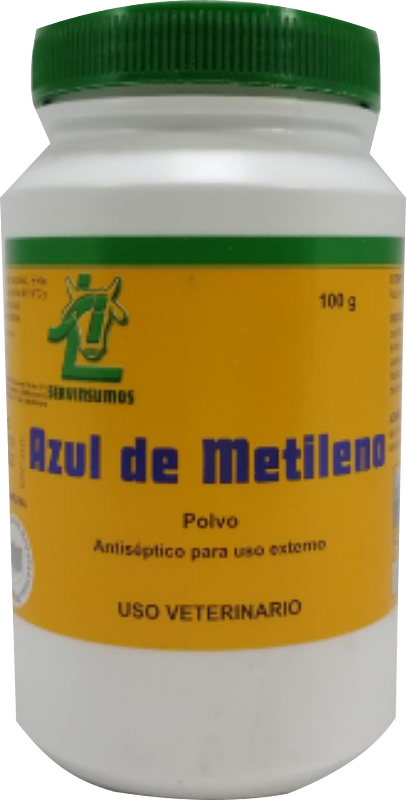 100 g
SERVINSUMOS
Azul de Metileno
Polvo
Antiséptico para uso externo
USO VETERINARIO